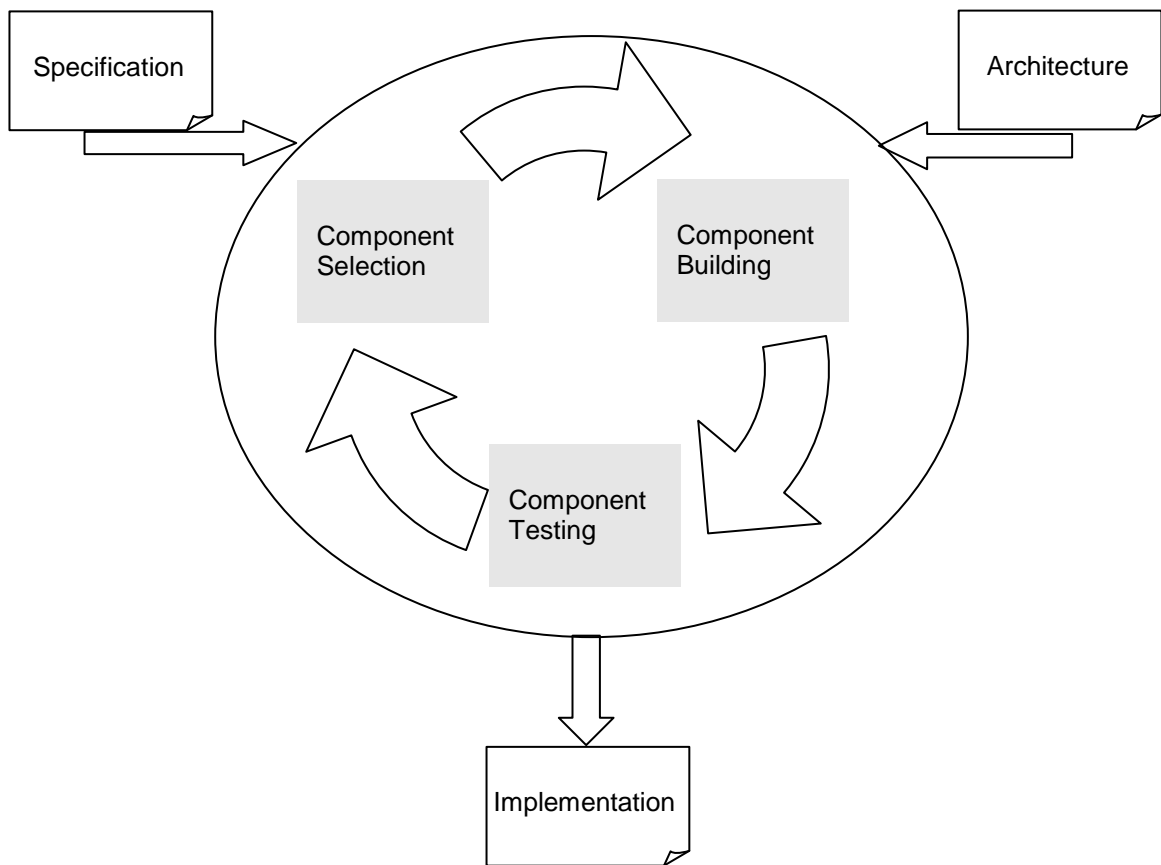 Specification
Architecture
Component
Selection
Component
Building
Component
Testing
Implementation